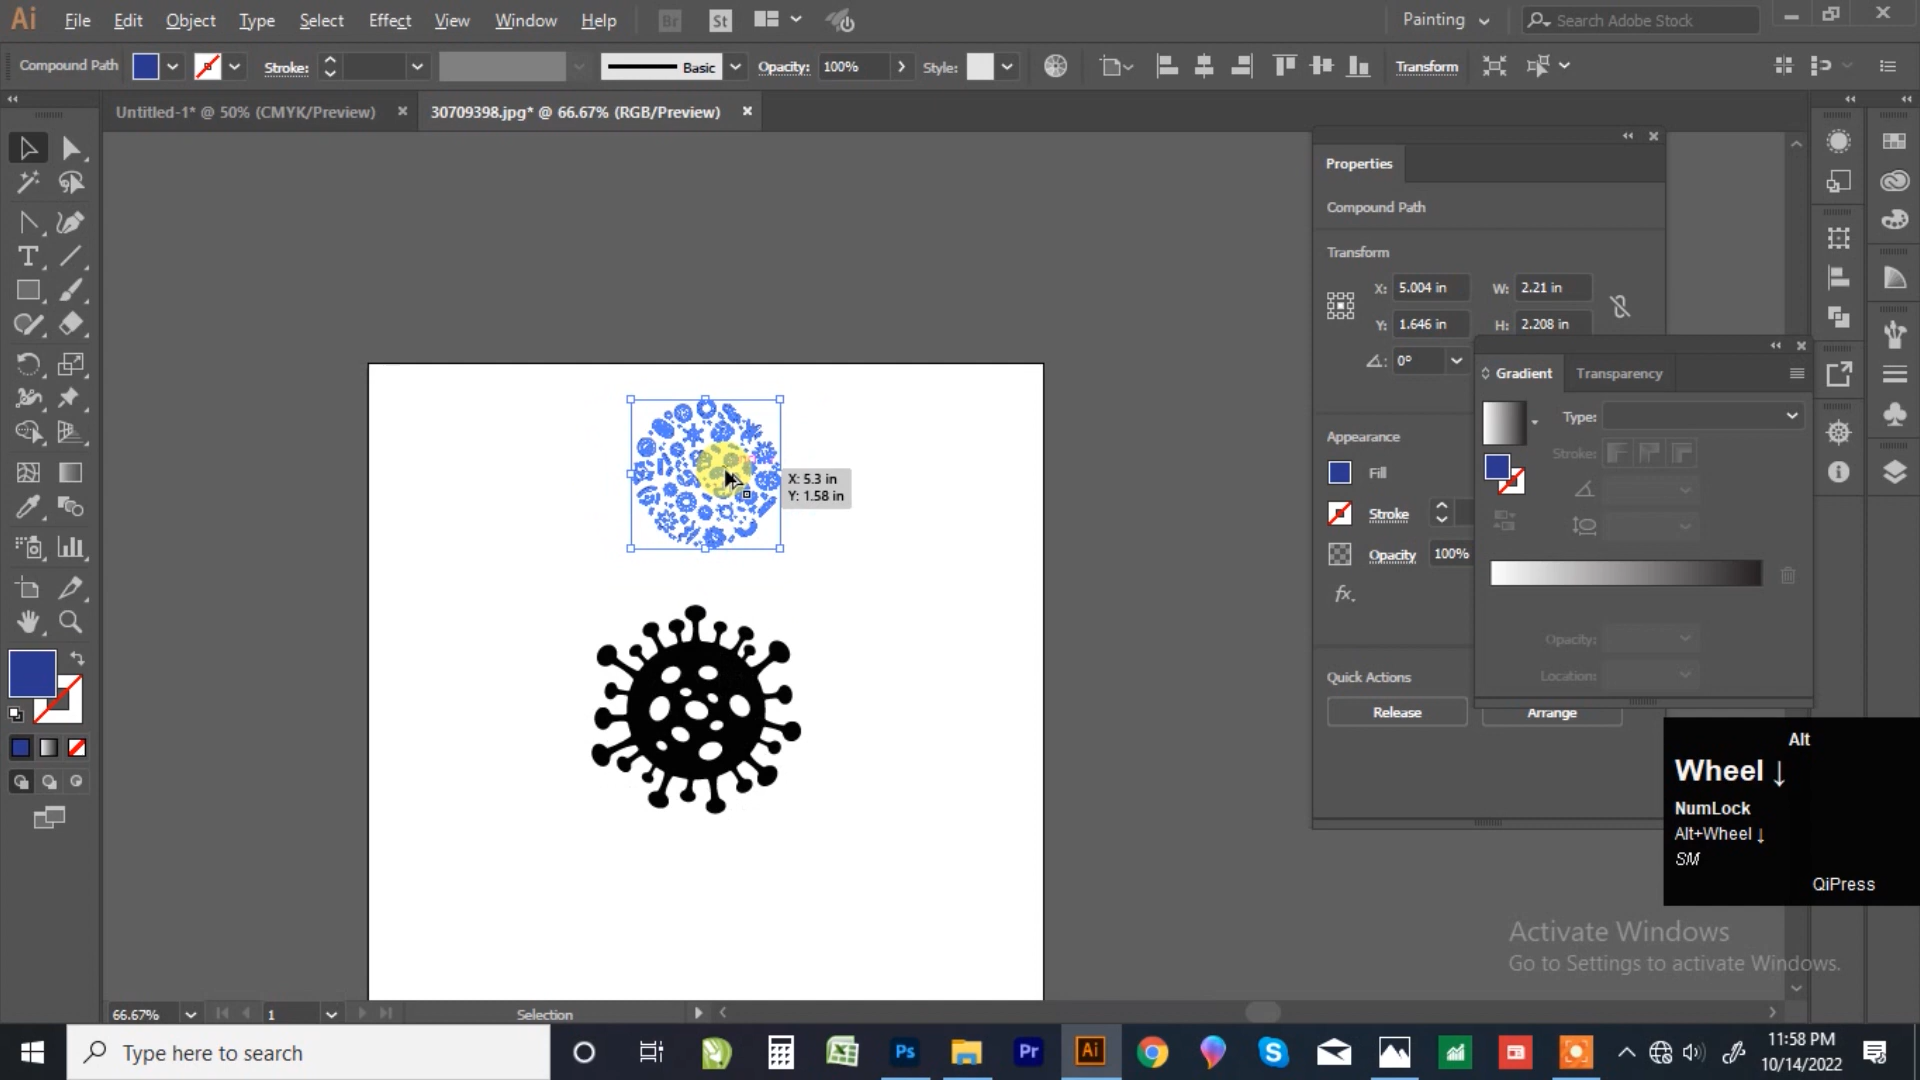 Ai File Edit Object Type Select Effect View Window Help Br St Painting Search Adobe Stock
Compound Path Stroke: Basic Opacity: 100% Style: Transform
Untitled-1* @ 50% (CMYK/Preview) × 30709398.jpg* @ 66.67% (RGB/Preview) ×
Properties
Compound Path
Transform
X: 5.004 in W: 2.21 in
Y: 1.646 in H: 2.208 in
0°
Gradient Transparency
Type:
Stroke:
Appearance
Fill
Stroke
Opacity 100%
fx.
Opacity:
Location:
Quick Actions
Release Arrange
X: 5.3 in
Y: 1.58 in
Alt
Wheel ↓
NumLock
Alt+Wheel ↓
SM
QiPress
Activate Windows
Go to Settings to activate Windows.
66.67% 1 Selection
Type here to search Ps Pr Ai 11:58 PM
10/14/2022